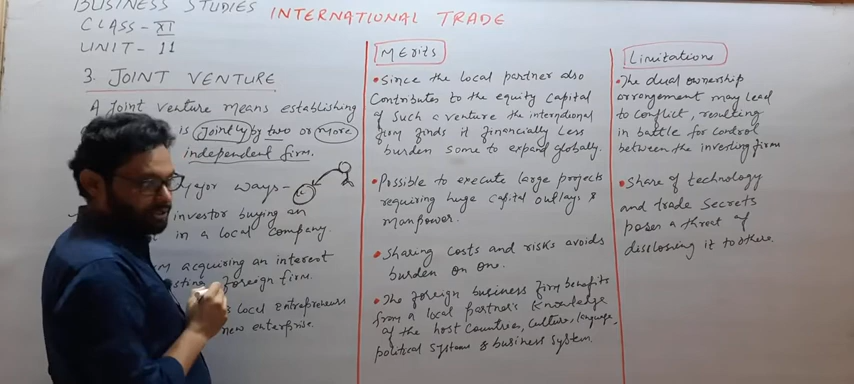 BUSINESS STUDIES
INTERNATIONAL TRADE
CLASS - XI
UNIT - 11
3. JOINT VENTURE
A Joint venture means establishing
is Jointly by two or more
independent firm.
Major ways -
investor buying an
in a local company.
acquiring an interest
foreign firm.
local entrepreneurs
new enterprise.
Merits
• Since the local partner also
Contributes to the equity capital
of such a venture the international
firm finds it financially less
burden some to expand globally.
• Possible to execute large projects
requiring huge capital outlays &
manpower.
• Sharing costs and risks avoids
burden on one.
• The foreign business firm benefits
from a local partner's knowledge
of the host countries, culture, language,
political systems & business system.
Limitations
• The dual ownership
arrangement may lead
to conflict, resulting
in battle for control
between the investing firm
• Share of technology
and trade secrets
poses a threat of
disclosing it to others.